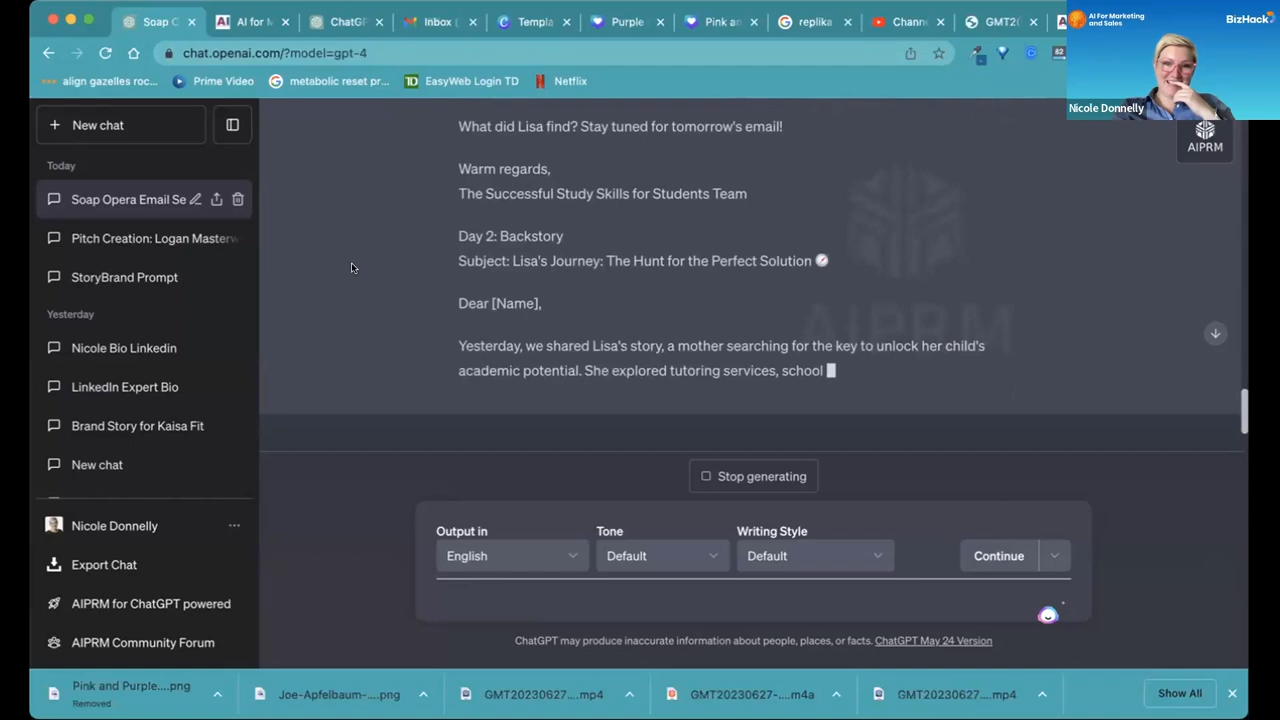 Soap C
AI for M
ChatGP
Inbox (
Templa
Purple
Pink an
replika
Chann
GMT20
chat.openai.com/?model=gpt-4
82
AI For Marketing
and Sales
BizHack
Nicole Donnelly
align gazelles roc...
Prime Video
metabolic reset pr...
EasyWeb Login TD
Netflix
New chat
Today
Soap Opera Email Se
Pitch Creation: Logan Masterw
StoryBrand Prompt
Yesterday
Nicole Bio Linkedin
LinkedIn Expert Bio
Brand Story for Kaisa Fit
New chat
Nicole Donnelly
Export Chat
AIPRM for ChatGPT powered
AIPRM Community Forum
AIPRM
What did Lisa find? Stay tuned for tomorrow's email!
Warm regards,
The Successful Study Skills for Students Team
Day 2: Backstory
Subject: Lisa's Journey: The Hunt for the Perfect Solution
Dear [Name],
AIPRM
Yesterday, we shared Lisa's story, a mother searching for the key to unlock her child's
academic potential. She explored tutoring services, school
Stop generating
Output in
Tone
Writing Style
English
Default
Default
Continue
ChatGPT may produce inaccurate information about people, places, or facts. ChatGPT May 24 Version
Pink and Purple....png
Removed
Joe-Apfelbaum-....png
GMT20230627....mp4
GMT20230627-....m4a
GMT20230627....mp4
Show All